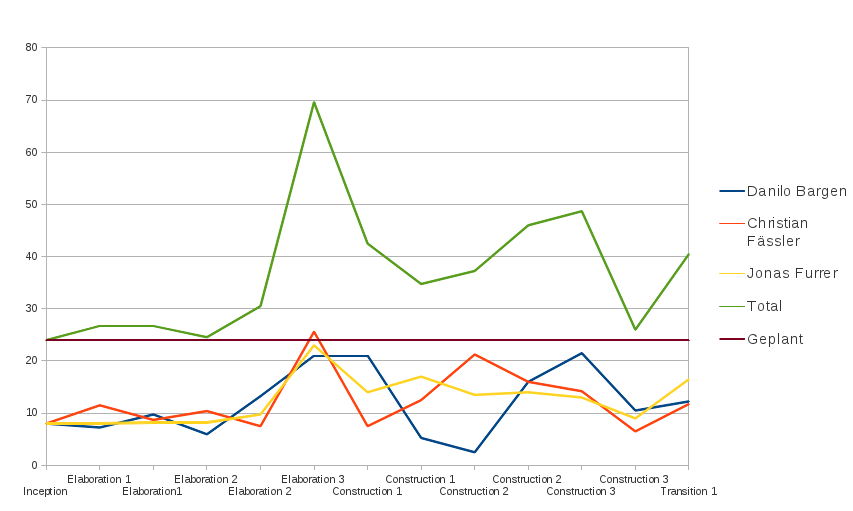 80
70
60
50
40
30
20
10
0
Inception
Elaboration 1
Elaboration1
Elaboration 2
Elaboration 2
Elaboration 3
Construction 1
Construction 1
Construction 2
Construction 2
Construction 3
Construction 3
Transition 1
Danilo Bargen
Christian
Fässler
Jonas Furrer
Total
Geplant